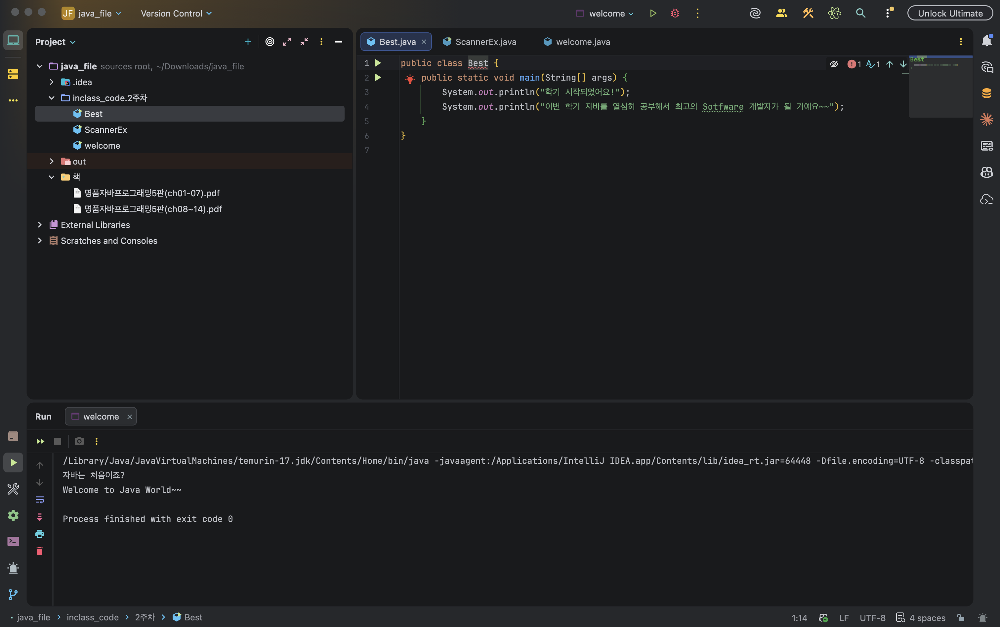 JF java_file Version Control welcome Unlock Ultimate
Project
java_file sources root, ~/Downloads/java_file
.idea
inclass_code.2주차
Best
ScannerEx
welcome
out
책
명품자바프로그래밍5판(ch01-07).pdf
명품자바프로그래밍5판(ch08~14).pdf
External Libraries
Scratches and Consoles
Best.java ScannerEx.java welcome.java
1 public class Best {
2 public static void main(String[] args) {
3 System.out.println("학기 시작되었어요!");
4 System.out.println("이번 학기 자바를 열심히 공부해서 최고의 Sotfware 개발자가 될 거예요~~");
5 }
6 }
7
1 1
Best
Run welcome
/Library/Java/JavaVirtualMachines/temurin-17.jdk/Contents/Home/bin/java -javaagent:/Applications/IntelliJ IDEA.app/Contents/lib/idea_rt.jar=64448 -Dfile.encoding=UTF-8 -classpat
자바는 처음이죠?
Welcome to Java World~~
Process finished with exit code 0
java_file inclass_code 2주차 Best 1:14 LF UTF-8 4 spaces